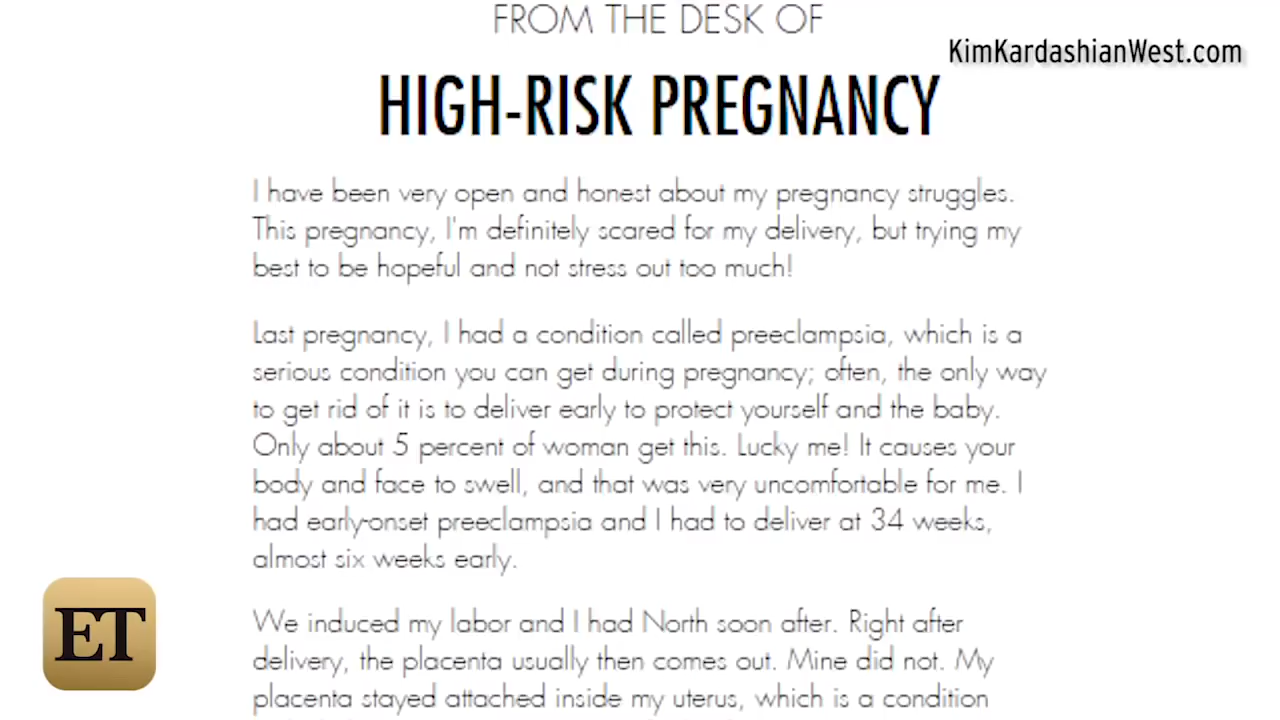 FROM THE DESK OF
KimKardashianWest.com
HIGH-RISK PREGNANCY
I have been very open and honest about my pregnancy struggles.
This pregnancy, I'm definitely scared for my delivery, but trying my
best to be hopeful and not stress out too much!
Last pregnancy, I had a condition called preeclampsia, which is a
serious condition you can get during pregnancy; often, the only way
to get rid of it is to deliver early to protect yourself and the baby.
Only about 5 percent of woman get this. Lucky me! It causes your
body and face to swell, and that was very uncomfortable for me. I
had early-onset preeclampsia and I had to deliver at 34 weeks,
almost six weeks early.
We induced my labor and I had North soon after. Right after
delivery, the placenta usually then comes out. Mine did not. My
placenta stayed attached inside my uterus, which is a condition
ET